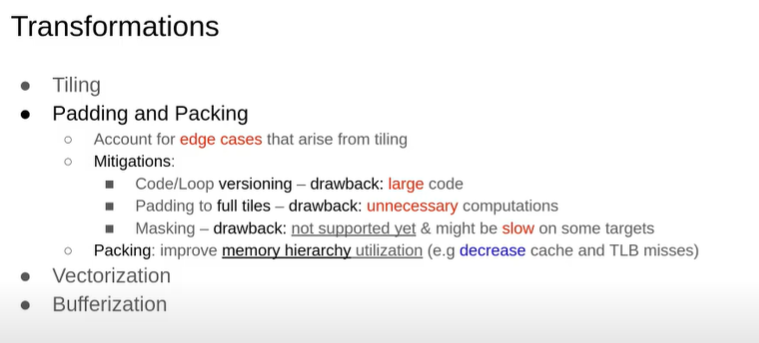 Transformations
● Tiling
● Padding and Packing
○ Account for edge cases that arise from tiling
○ Mitigations:
■ Code/Loop versioning – drawback: large code
■ Padding to full tiles – drawback: unnecessary computations
■ Masking – drawback: not supported yet & might be slow on some targets
○ Packing: improve memory hierarchy utilization (e.g decrease cache and TLB misses)
● Vectorization
● Bufferization